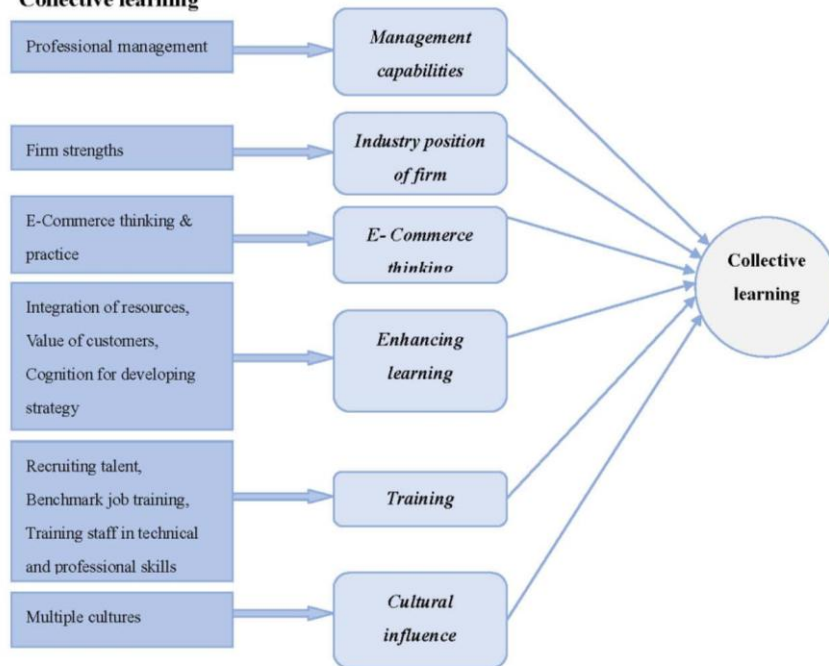 Collective learning
Professional management
Management
capabilities
Firm strengths
Industry position
of firm
E-Commerce thinking &
practice
E- Commerce
thinking
Integration of resources,
Value of customers,
Cognition for developing
strategy
Enhancing
learning
Recruiting talent,
Benchmark job training,
Training staff in technical
and professional skills
Training
Multiple cultures
Cultural
influence
Collective
learning